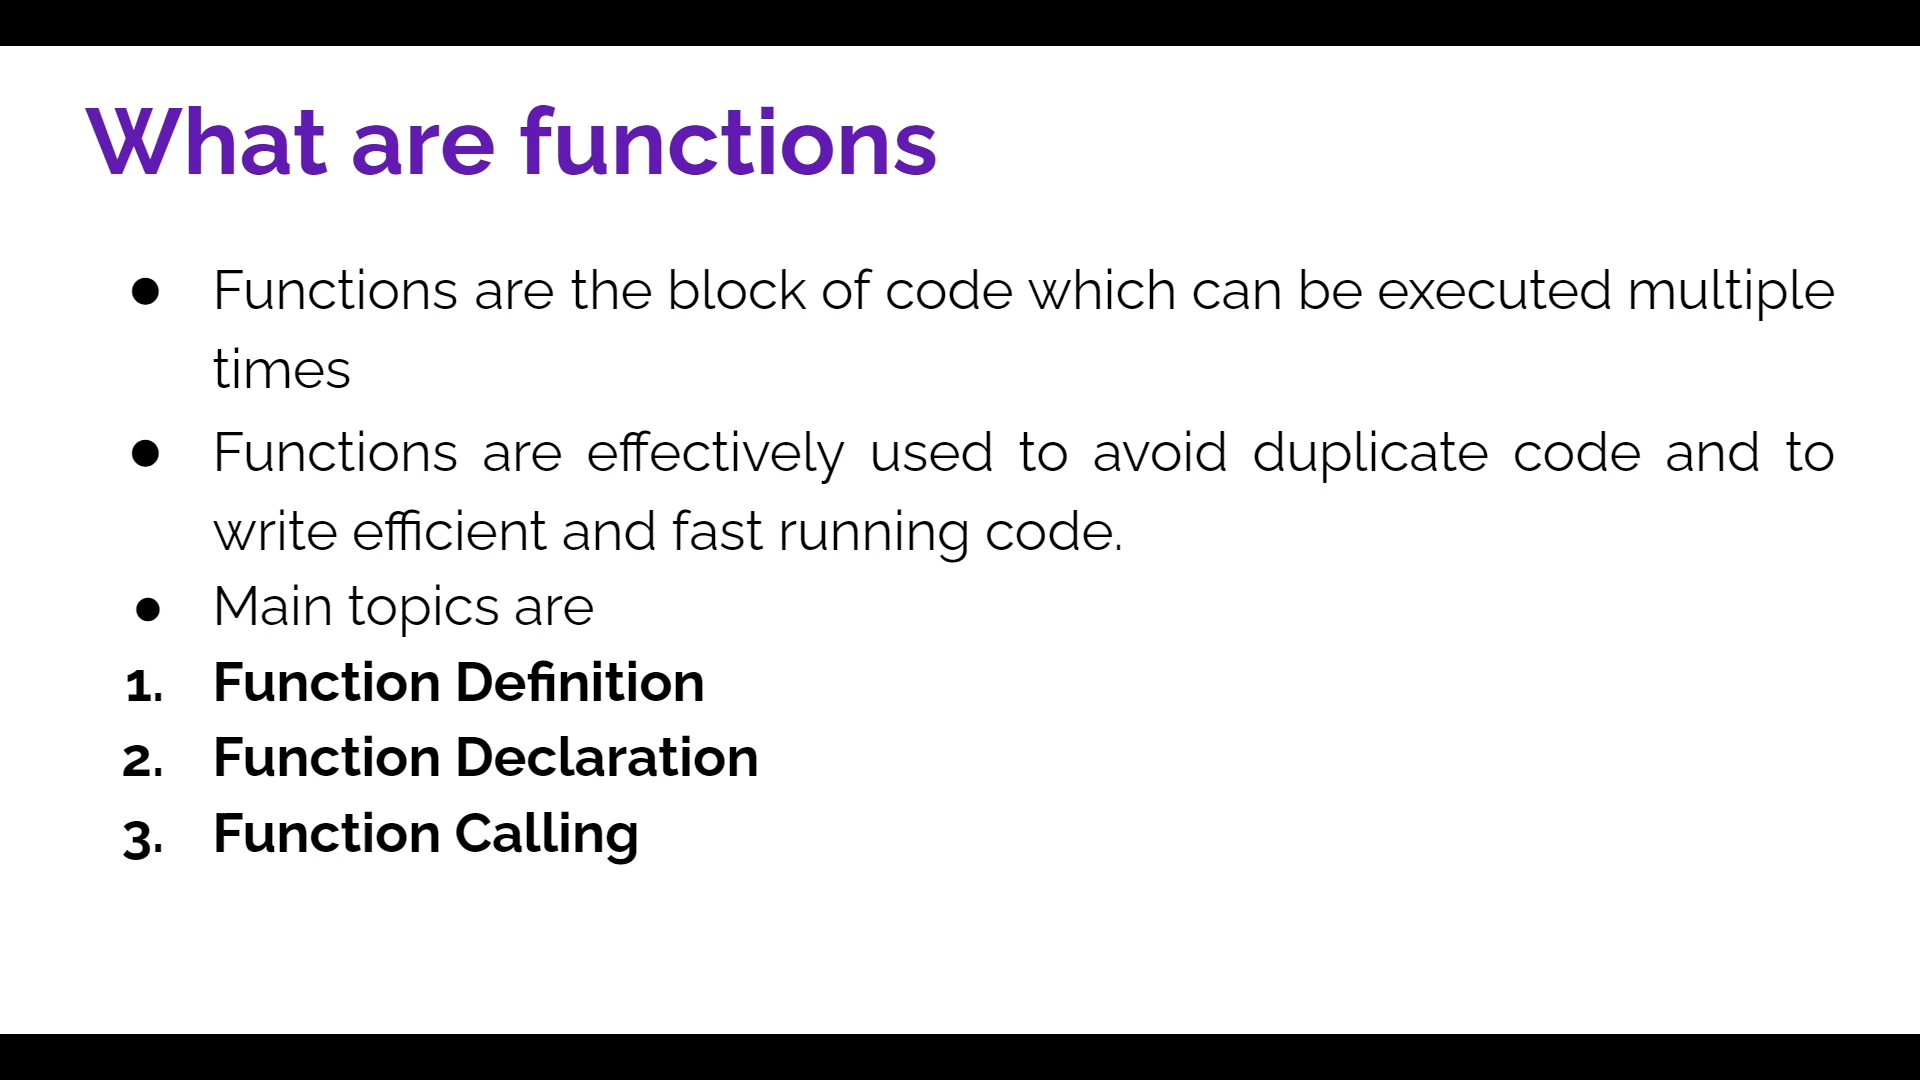 What are functions
● Functions are the block of code which can be executed multiple
times
● Functions are effectively used to avoid duplicate code and to
write efficient and fast running code.
● Main topics are
1. Function Definition
2. Function Declaration
3. Function Calling